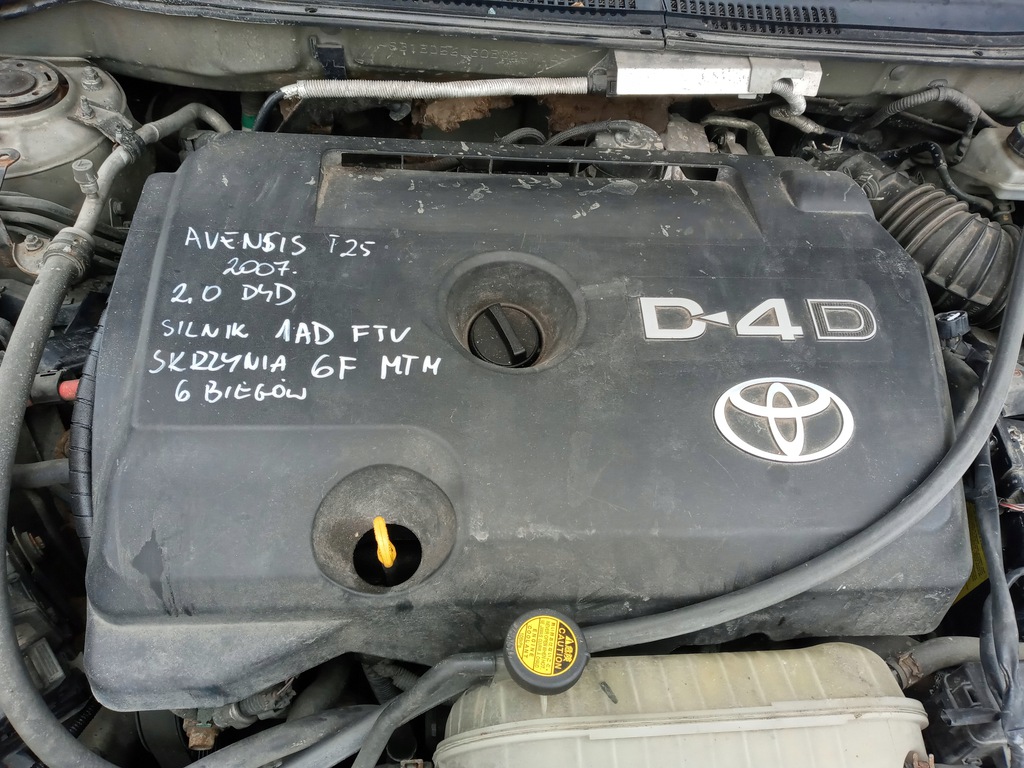 AVENSIS T25
2007.
2.0 D4D
SILNIK 1AD FTV
SKRZYNIA 6F MTM
6 BIEGÓW
D-4D
CAUTION